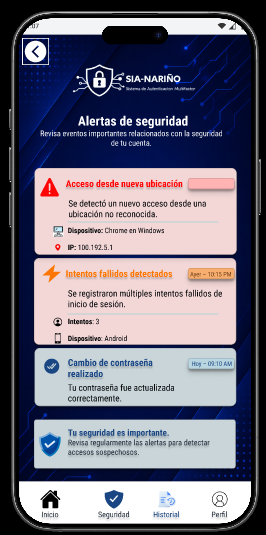 SIA-NARIÑO
Sistema de Autenticacion Multifactor
Alertas de seguridad
Revisa eventos importantes relacionados con la seguridad
de tu cuenta.
Acceso desde nueva ubicación
Se detectó un nuevo acceso desde una
ubicación no reconocida.
Dispositivo: Chrome en Windows
IP: 100.192.5.1
Intentos fallidos detectados
Ayer – 10:15 PM
Se registraron múltiples intentos fallidos de
inicio de sesión.
Intentos: 3
Dispositivo: Android
Cambio de contraseña
realizado
Hoy – 09:10 AM
Tu contraseña fue actualizada
correctamente.
Tu seguridad es importante.
Revisa regularmente las alertas para detectar
accesos sospechosos.
Inicio
Seguridad
Historial
Perfil